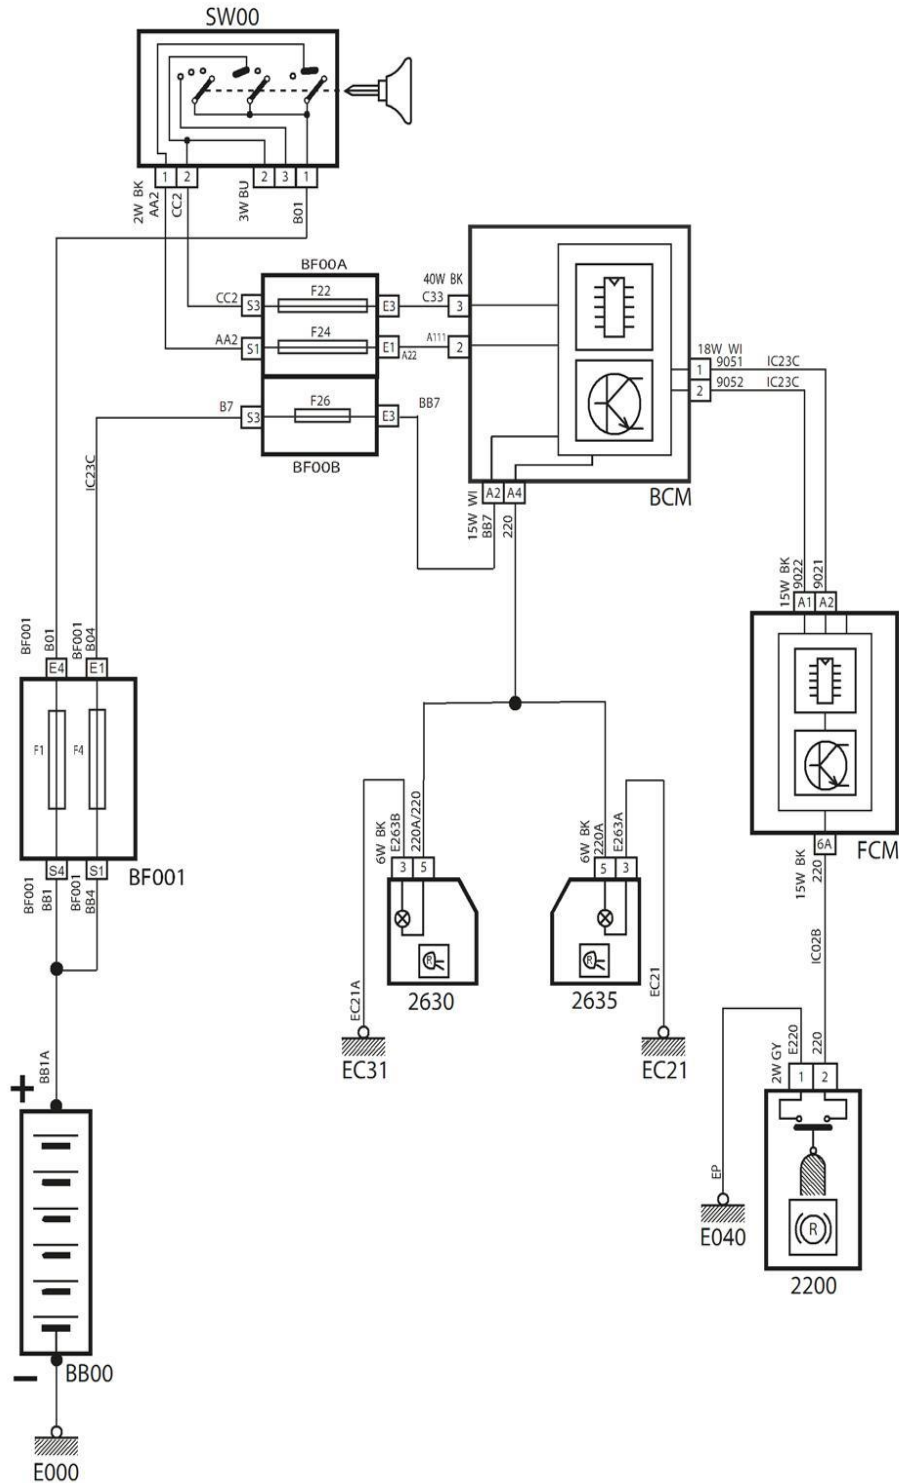 SW00
1 2 2 3 1
2W BK
AA2
CC2
3W BU
B01
BF00A
CC2 S3 F22 E3 40W BK C33 3
AA2 S1 F24 E1 A22 A111 2
B7 S3 F26 E3 BB7
BF00B
18W WI
1 9051 IC23C
2 9052 IC23C
BCM
A2 A4
15W WI
BB7
220
IC23C
15W BK
9022
9021
A1 A2
BF001
B01
BF001
B04
E4 E1
F1 F4
S4 S1
BF001
BF001
BB1
BF001
BB4
6A
FCM
15W BK
220
IC02B
6W BK
E263B
220A/220
3 5
R
2630
6W BK
220A
E263A
5 3
R
2635
EC21A
EC31
EC21
EC21
BB1A
+
−
BB00
E000
2W GY
E220
220
1 2
EP
E040
R
2200